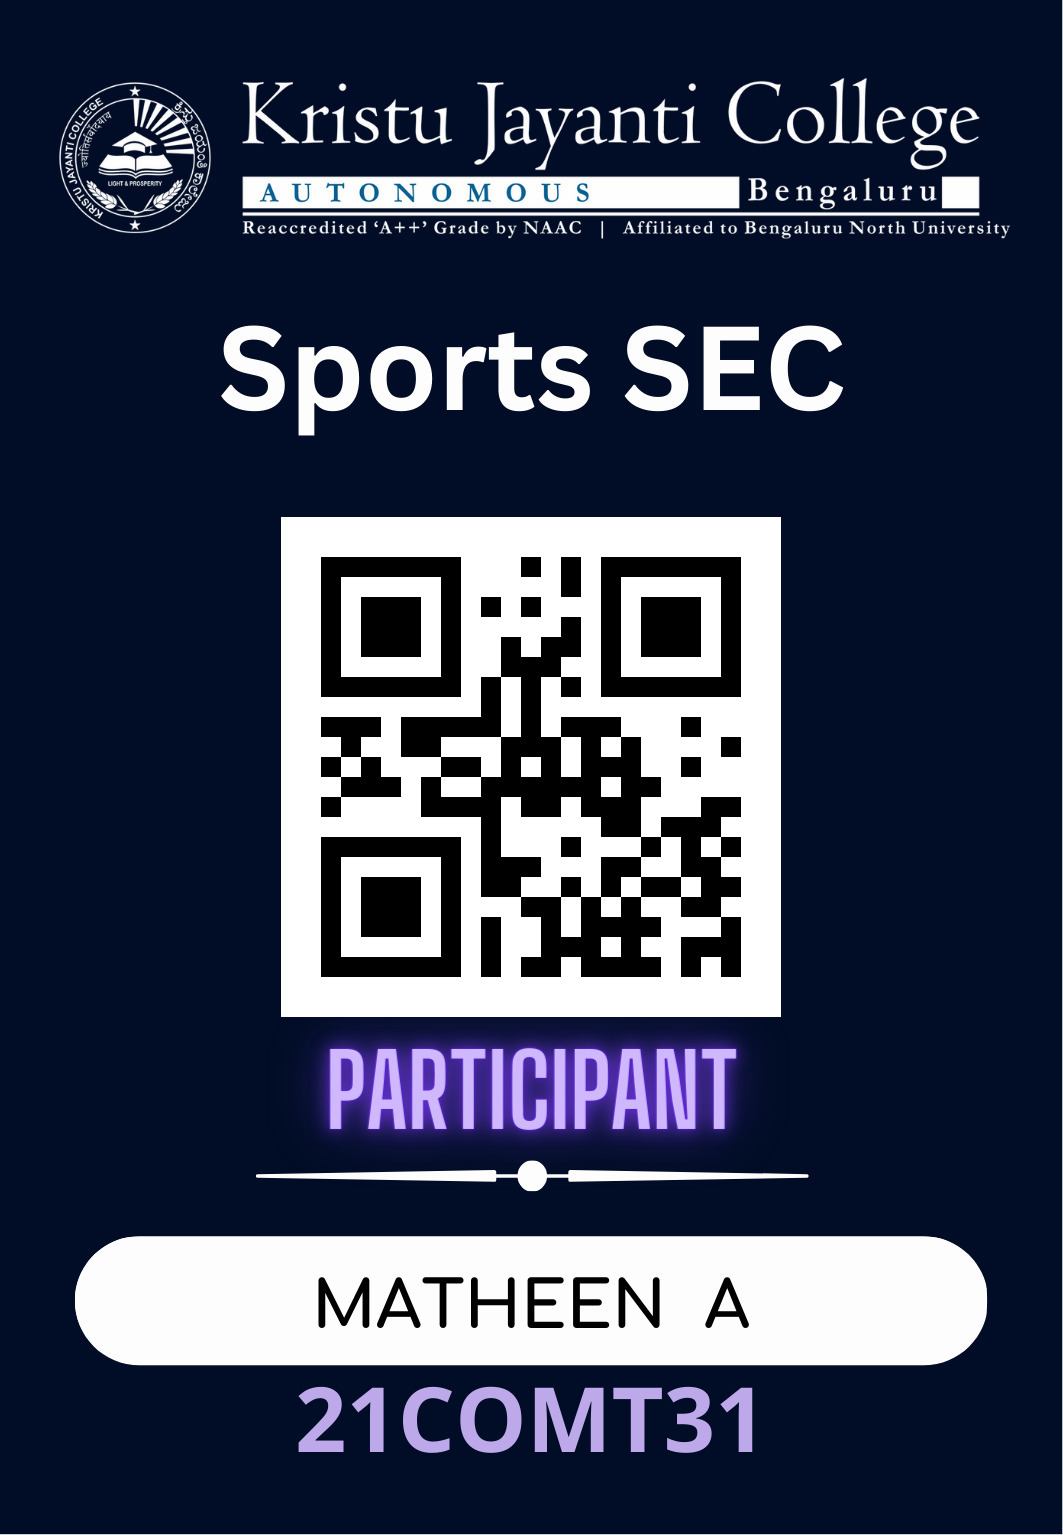 KRISTU JAYANTI COLLEGE
ಕ್ರಿಸ್ತು ಜಯಂತಿ ಕಾಲೇಜು
LIGHT & PROSPERITY
Kristu Jayanti College
AUTONOMOUS Bengaluru
Reaccredited ‘A++’ Grade by NAAC | Affiliated to Bengaluru North University
Sports SEC
PARTICIPANT
MATHEEN A
21COMT31